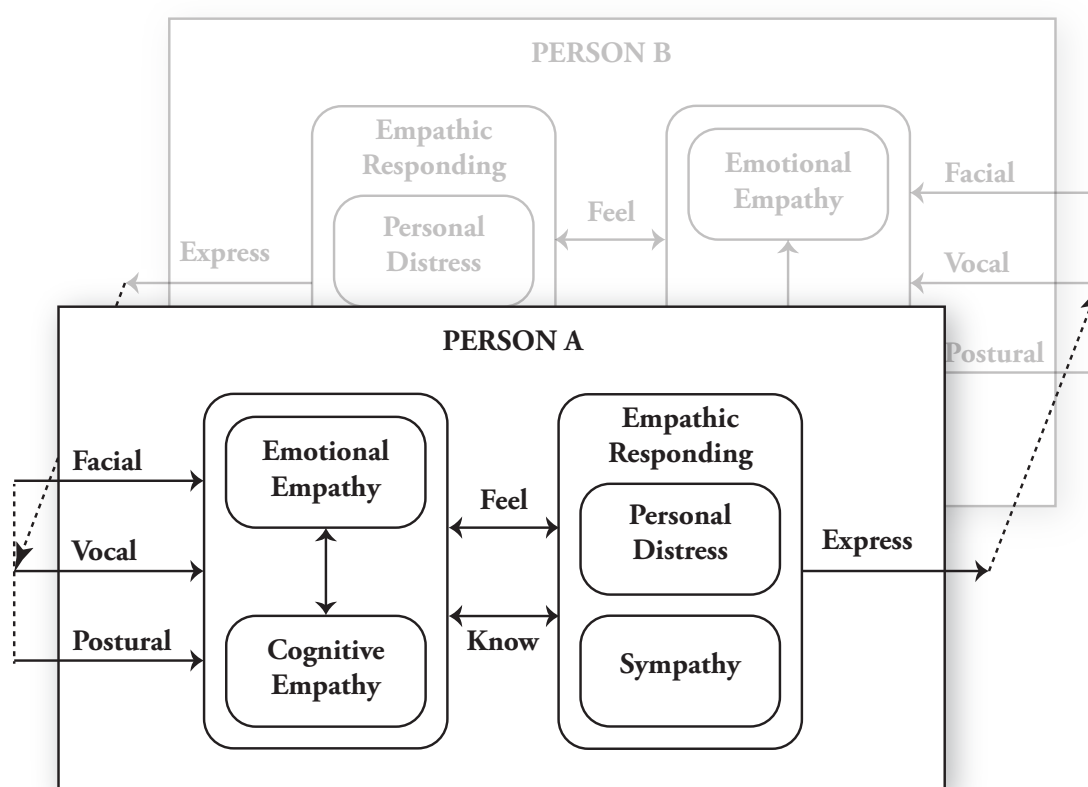 PERSON B
Empathic
Responding
Personal
Distress
Express
Feel
Emotional
Empathy
Facial
Vocal
Postural
PERSON A
Facial
Vocal
Postural
Emotional
Empathy
Cognitive
Empathy
Feel
Know
Empathic
Responding
Personal
Distress
Sympathy
Express